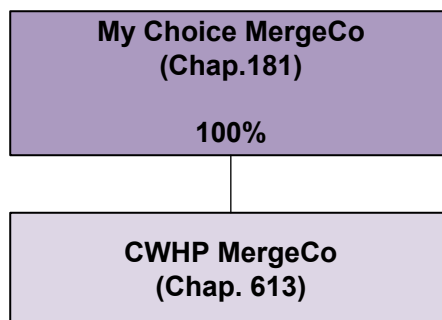 My Choice MergeCo
(Chap.181)
100%
CWHP MergeCo
(Chap. 613)